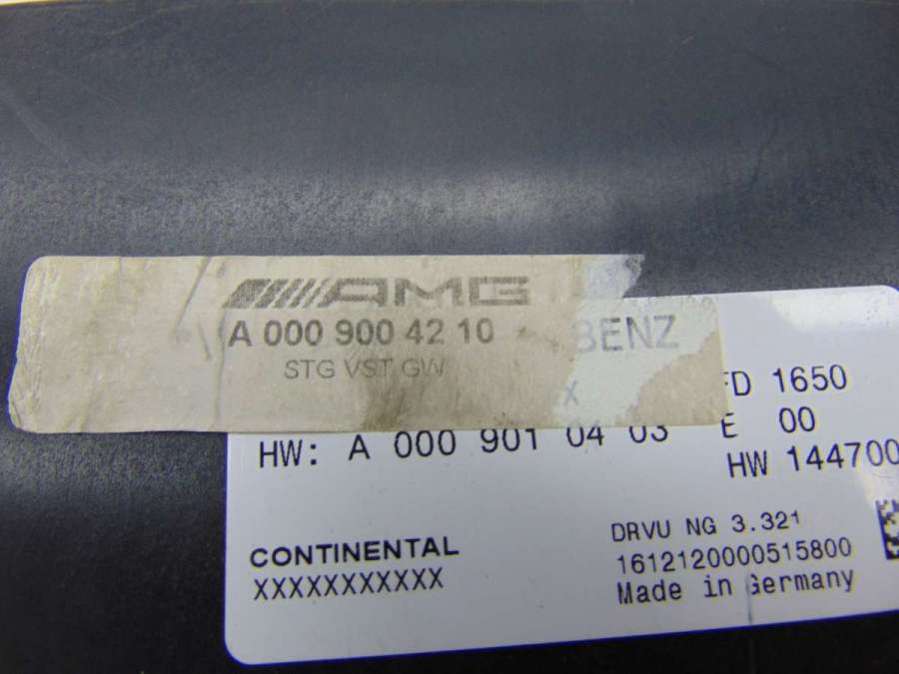 AMG
A 000 900 42 10
BENZ
STG VST GW
X
FD 1650
HW: A 000 901 04 03 E 00
HW 144700
CONTINENTAL
XXXXXXXXXXX
DRVU NG 3.321
1612120000515800
Made in Germany